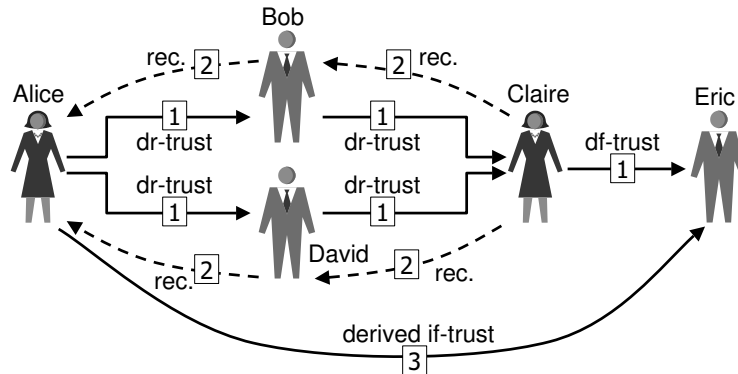 Bob
rec. 2
2 rec.
Alice
Claire
Eric
1
dr-trust
1
dr-trust
df-trust
1
dr-trust
1
dr-trust
1
David
2
rec.
2
rec.
derived if-trust
3